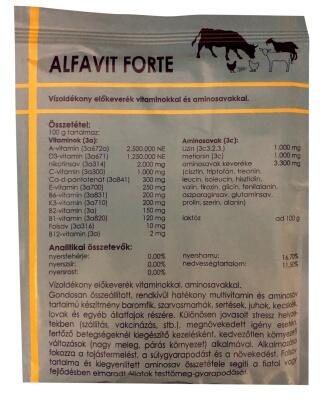 ALFAVIT FORTE
Vízoldékony előkeverék vitaminokkal és aminosavakkal.
Összetétel:
100 g tartalmaz:
Vitaminok (3a):
A-vitamin (3a672a) 2.500.000 NE
D3-vitamin (3a671) 1.250.000 NE
nikotinsav (3a314) 2.000 mg
C-vitamin (3a300) 1.000 mg
Ca-d-pantotenát (3a841) 300 mg
E-vitamin (3a700) 250 mg
B6-vitamin (3a831) 200 mg
K3-vitamin (3a710) 200 mg
B2-vitamin (3a) 150 mg
B1-vitamin (3a820) 120 mg
Folsav (3a316) 10 mg
B12-vitamin (3a) 2 mg
Aminosavak (3c):
Lizin (3c3.2.3.) 1.000 mg
metionin (3c) 1.000 mg
aminosavak keveréke 3.300 mg
(cisztin, triptofán, treonin,
leucin, isoleucin, hisztidin,
valin, tirozin, glicin, fenilalanin,
aszparaginsav, glutaminsav,
prolin, szerin, alanin)
laktóz ad 100 g
Analitikai összetevők:
nyersfehérje: 0,00%
nyerszsír: 0,00%
nyersrost: 0,00%
nyershamu: 16,70%
nedvességtartalom: 11,50%
Vízoldékony előkeverék vitaminokkal, aminosavakkal.
Gondosan összeállított, rendkívül hatékony multivitamin és aminosav
tartalmú készítmény baromfik, szarvasmarhák, sertések, juhok, kecskék,
lovak és egyéb állatfajok részére. Különösen javasolt stressz helyze-
tekben (szállítás, vakcinázás, stb.), megnövekedett igény esetén,
fertőző betegségeknél kiegészítő kezelésként, kedvezőtlen környezeti
változások (nagy meleg, párás környezet) alkalmával. Alkalmazása
fokozza a tojástermelést, a súlygyarapodást és a növekedést. Folsav
tartalma és kiegyenlített aminosav összetétele segíti a fiatal vagy
fejlődésben elmaradt állatok testtömeg-gyarapodását.